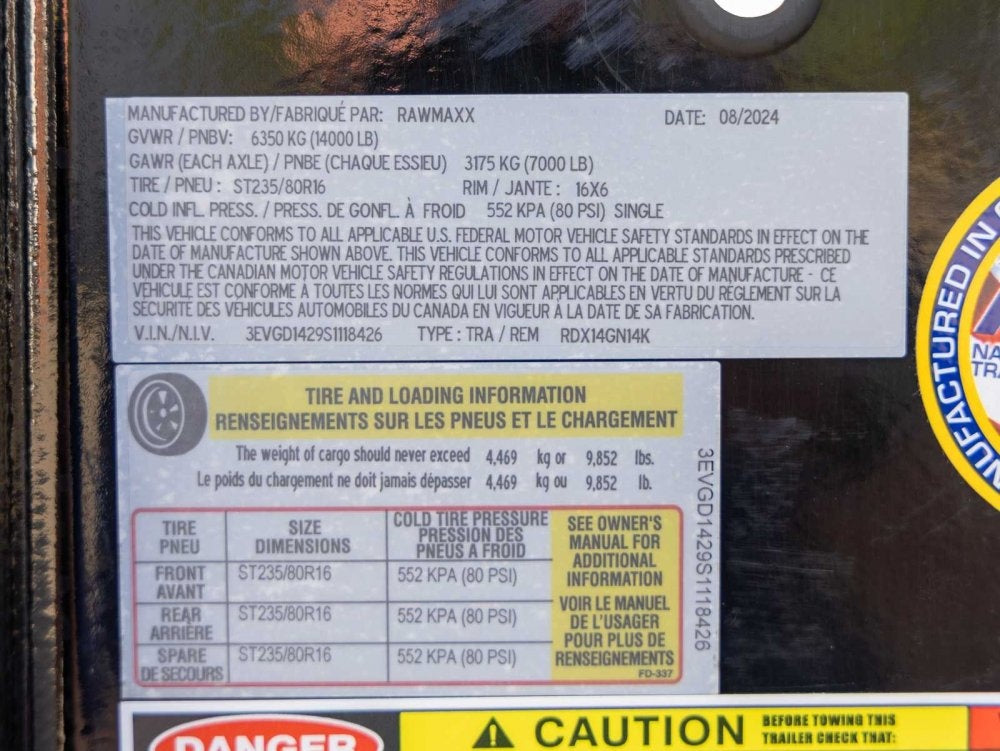 MANUFACTURED BY/FABRIQUÉ PAR: RAWMAXX DATE: 08/2024
GVWR / PNBV: 6350 KG (14000 LB)
GAWR (EACH AXLE) / PNBE (CHAQUE ESSIEU) 3175 KG (7000 LB)
TIRE / PNEU : ST235/80R16 RIM / JANTE : 16X6
COLD INFL. PRESS. / PRESS. DE GONFL. À FROID 552 KPA (80 PSI) SINGLE
THIS VEHICLE CONFORMS TO ALL APPLICABLE U.S. FEDERAL MOTOR VEHICLE SAFETY STANDARDS IN EFFECT ON THE
DATE OF MANUFACTURE SHOWN ABOVE. THIS VEHICLE CONFORMS TO ALL APPLICABLE STANDARDS PRESCRIBED
UNDER THE CANADIAN MOTOR VEHICLE SAFETY REGULATIONS IN EFFECT ON THE DATE OF MANUFACTURE - CE
VÉHICULE EST CONFORME À TOUTES LES NORMES QUI LUI SONT APPLICABLES EN VERTU DU RÈGLEMENT SUR LA
SÉCURITÉ DES VÉHICULES AUTOMOBILES DU CANADA EN VIGUEUR À LA DATE DE SA FABRICATION.
V.I.N./N.I.V. 3EVGD1429S1118426 TYPE : TRA / REM RDX14GN14K
TIRE AND LOADING INFORMATION
RENSEIGNEMENTS SUR LES PNEUS ET LE CHARGEMENT
The weight of cargo should never exceed 4,469 kg or 9,852 lbs.
Le poids du chargement ne doit jamais dépasser 4,469 kg ou 9,852 lb.
TIRE
PNEU
SIZE
DIMENSIONS
COLD TIRE PRESSURE
PRESSION DES
PNEUS A FROID
FRONT
AVANT
ST235/80R16
552 KPA (80 PSI)
REAR
ARRIÈRE
ST235/80R16
552 KPA (80 PSI)
SPARE
DE SECOURS
ST235/80R16
552 KPA (80 PSI)
SEE OWNER'S
MANUAL FOR
ADDITIONAL
INFORMATION
VOIR LE MANUEL
DE L'USAGER
POUR PLUS DE
RENSEIGNEMENTS
FD-337
3EVGD1429S1118426
DANGER
CAUTION
BEFORE TOWING THIS
TRAILER CHECK THAT: